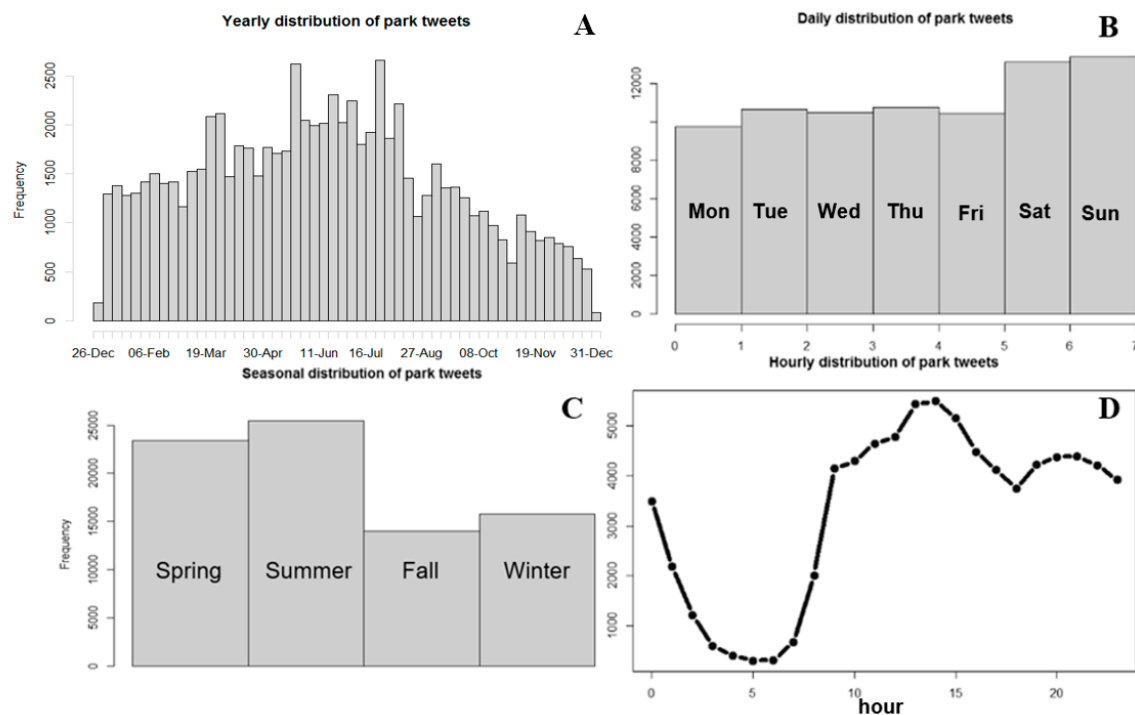 Yearly distribution of park tweets
A
Frequency
2500
2000
1500
1000
500
0
26-Dec 06-Feb 19-Mar 30-Apr 11-Jun 16-Jul 27-Aug 08-Oct 19-Nov 31-Dec
Daily distribution of park tweets
B
12000
10000
8000
6000
4000
2000
0
Mon Tue Wed Thu Fri Sat Sun
0 1 2 3 4 5 6 7
Seasonal distribution of park tweets
C
Frequency
25000
20000
15000
10000
5000
0
Spring Summer Fall Winter
Hourly distribution of park tweets
D
5000
4000
3000
2000
1000
0 5 10 15 20
hour